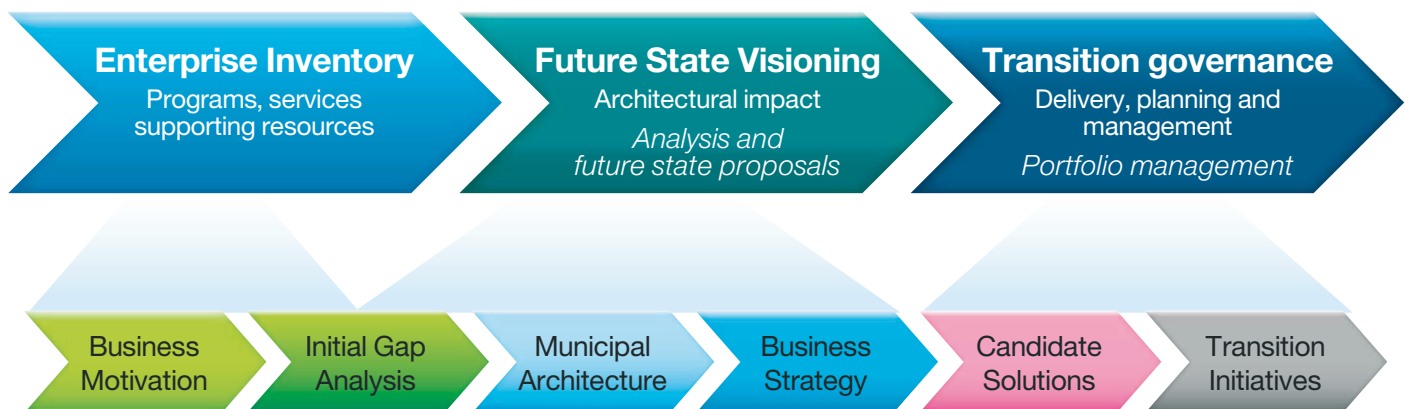 Enterprise Inventory
Programs, services
supporting resources
Future State Visioning
Architectural impact
Analysis and
future state proposals
Transition governance
Delivery, planning and
management
Portfolio management
Business
Motivation
Initial Gap
Analysis
Municipal
Architecture
Business
Strategy
Candidate
Solutions
Transition
Initiatives